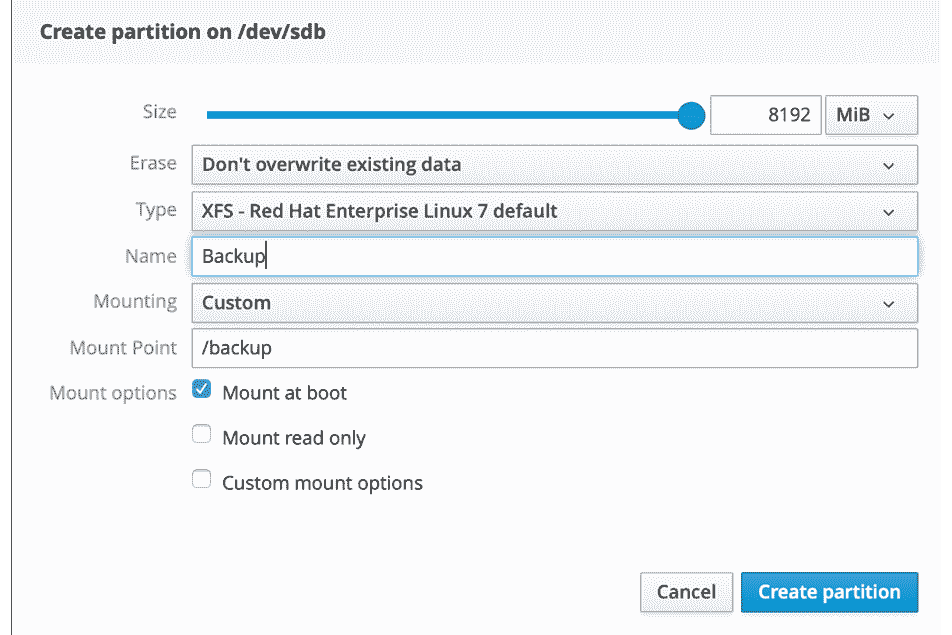 Create partition on /dev/sdb
Size 8192 MiB
Erase Don't overwrite existing data
Type XFS - Red Hat Enterprise Linux 7 default
Name Backup
Mounting Custom
Mount Point /backup
Mount options Mount at boot
Mount read only
Custom mount options
Cancel Create partition